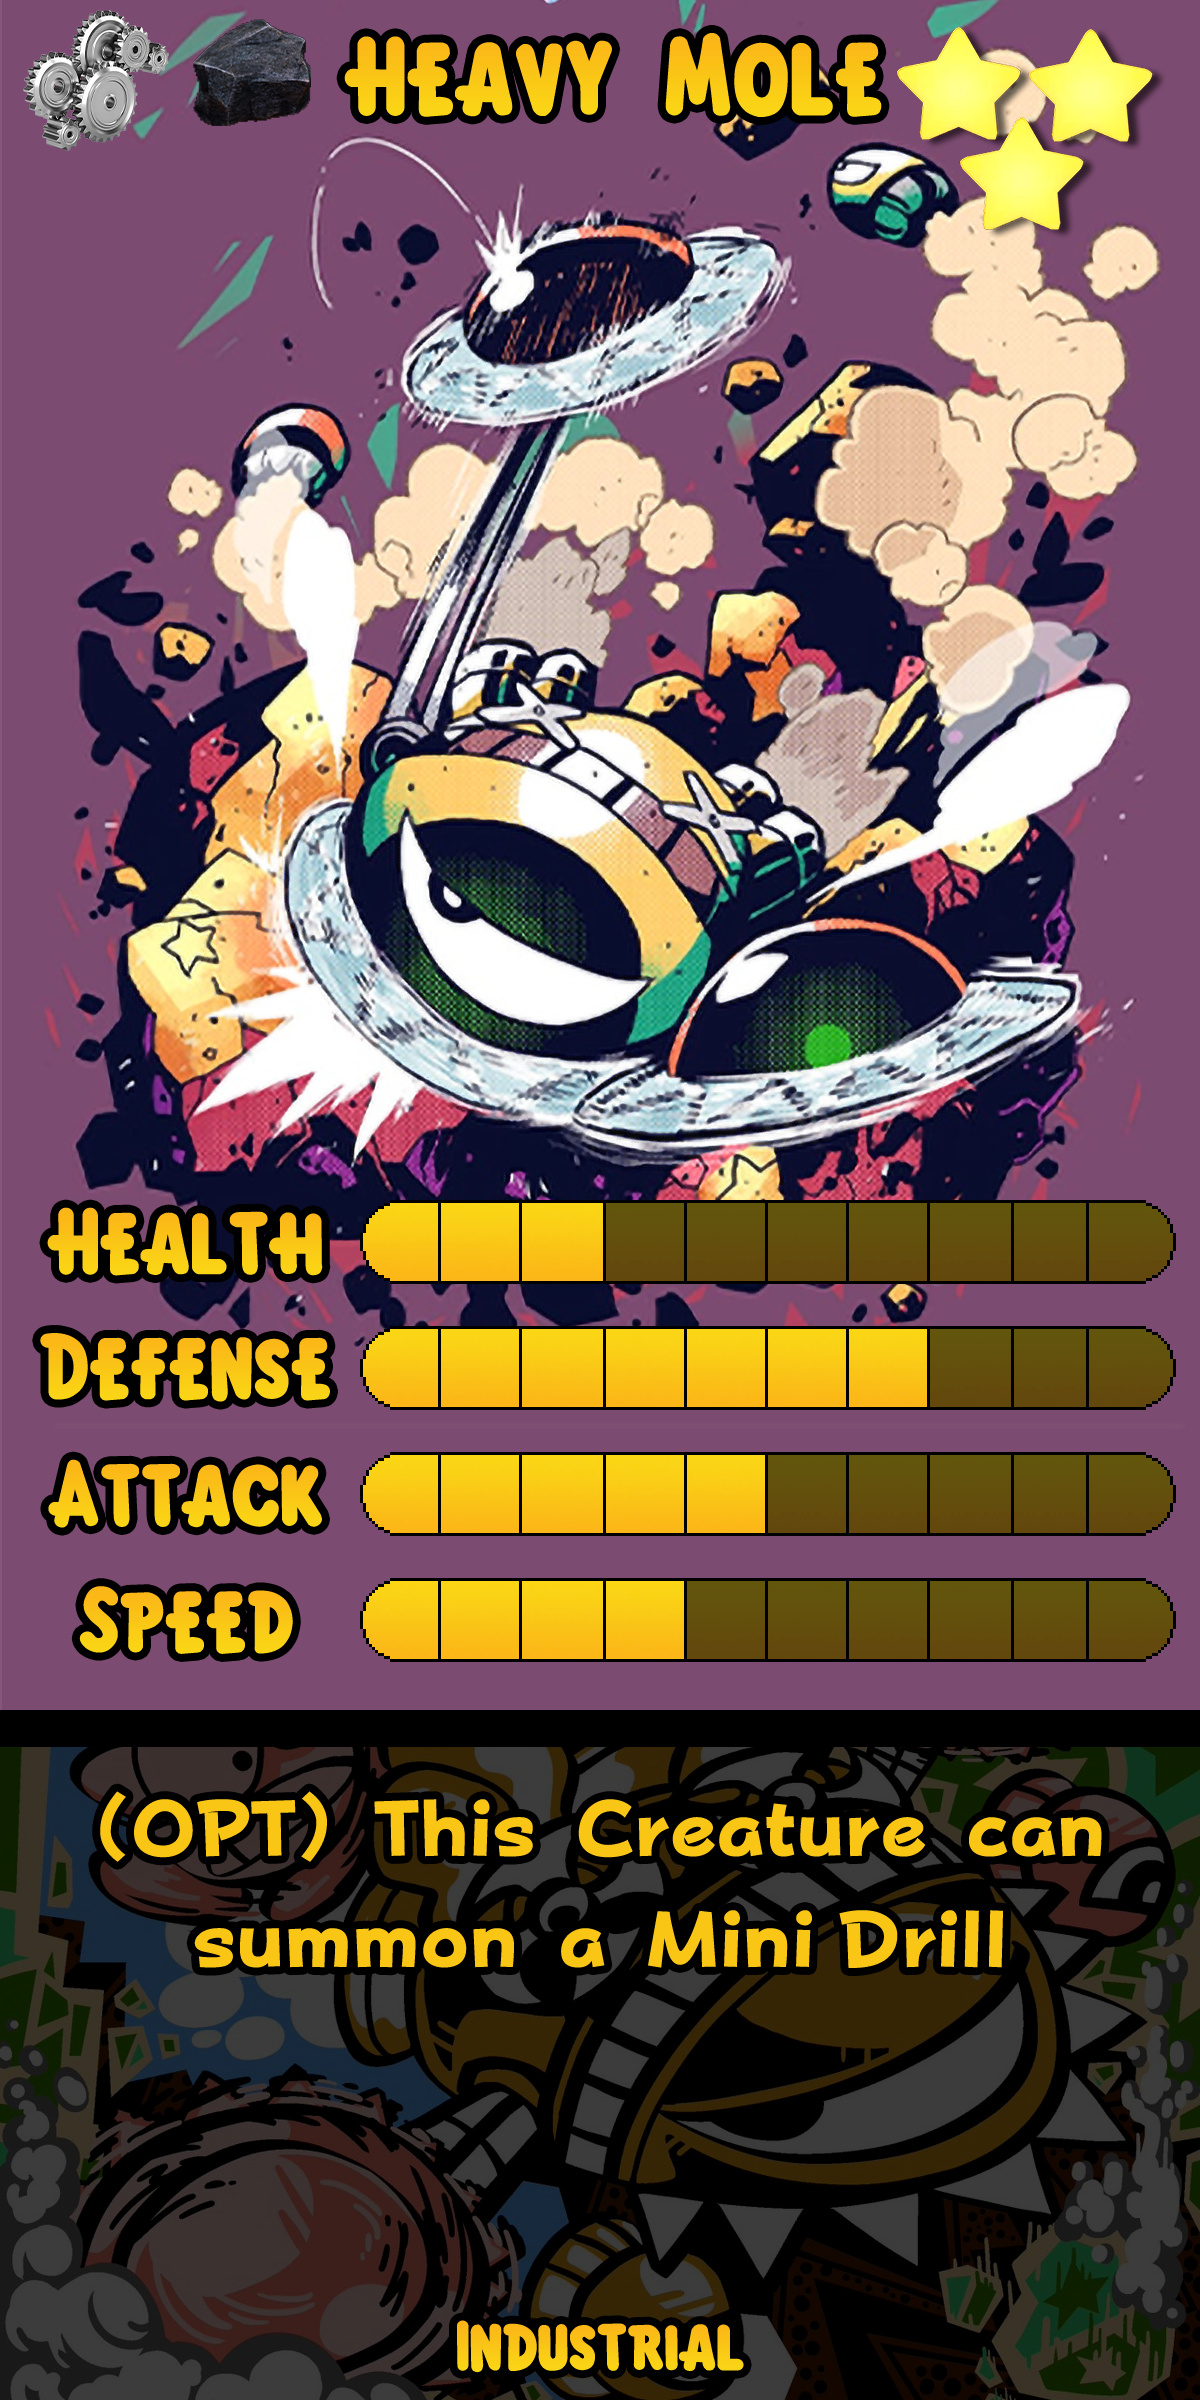 HEAVY MOLE
HEALTH
DEFENSE
ATTACK
SPEED
(OPT) This Creature can
summon a Mini Drill
INDUSTRIAL